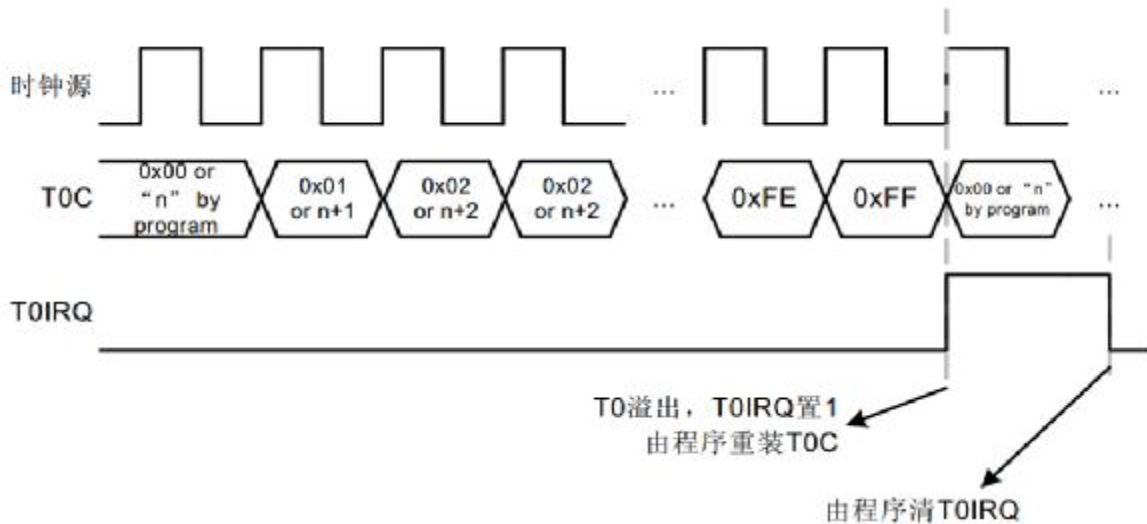 时钟源
...
...
T0C
0x00 or
“n” by
program
0x01
or n+1
0x02
or n+2
0x02
or n+2
...
0xFE
0xFF
0x00 or “n”
by program
...
T0IRQ
T0溢出，T0IRQ置1
由程序重装T0C
由程序清T0IRQ